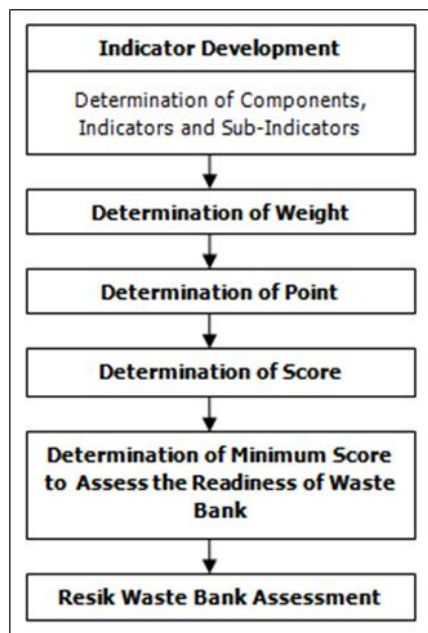 Indicator Development
Determination of Components,
Indicators and Sub-Indicators
Determination of Weight
Determination of Point
Determination of Score
Determination of Minimum Score
to Assess the Readiness of Waste
Bank
Resik Waste Bank Assessment